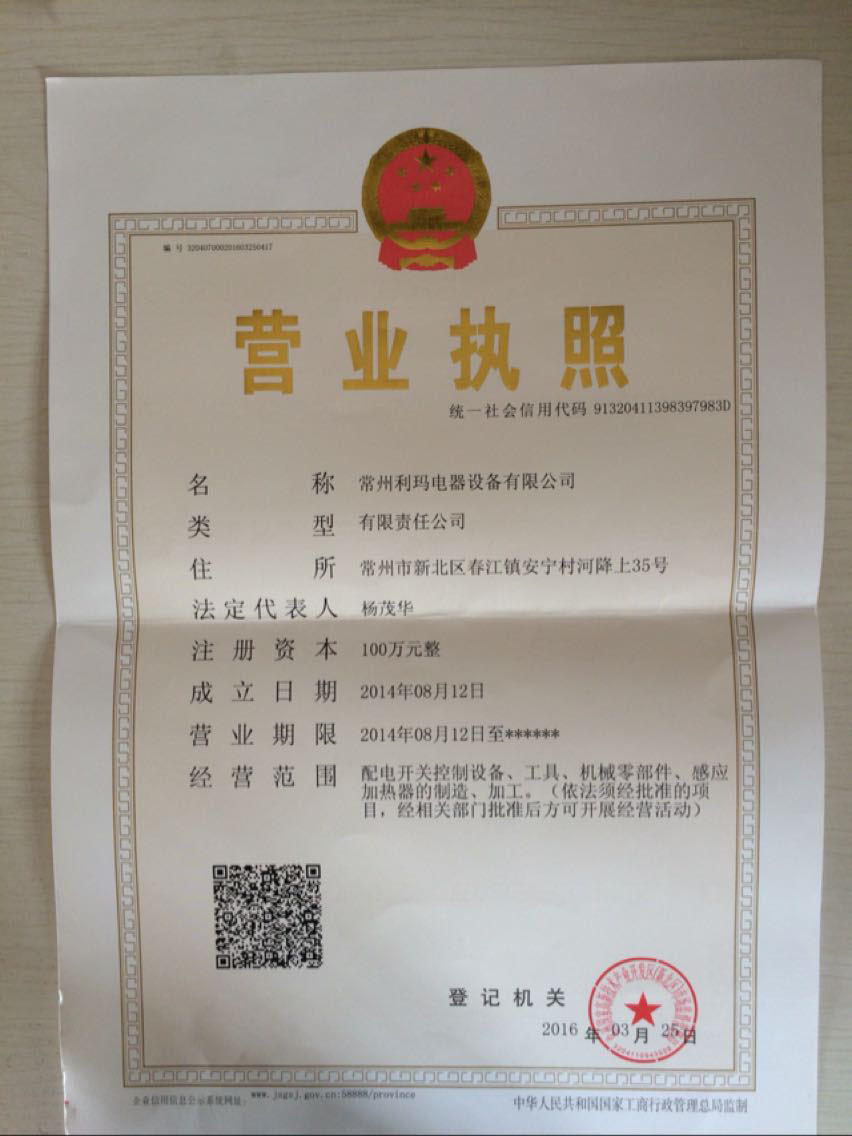 编 号 320407000201603250417
营业执照
统一社会信用代码 91320411398397983D
名称 常州利玛电器设备有限公司
类型 有限责任公司
住所 常州市新北区春江镇安宁村河降上35号
法定代表人 杨茂华
注册资本 100万元整
成立日期 2014年08月12日
营业期限 2014年08月12日至******
经营范围 配电开关控制设备、工具、机械零部件、感应
加热器的制造、加工。（依法须经批准的项
目，经相关部门批准后方可开展经营活动）
登记机关
2016 年 03 月 25 日
企业信用信息公示系统网址： www.jsgsj.gov.cn:58888/province
中华人民共和国国家工商行政管理总局监制